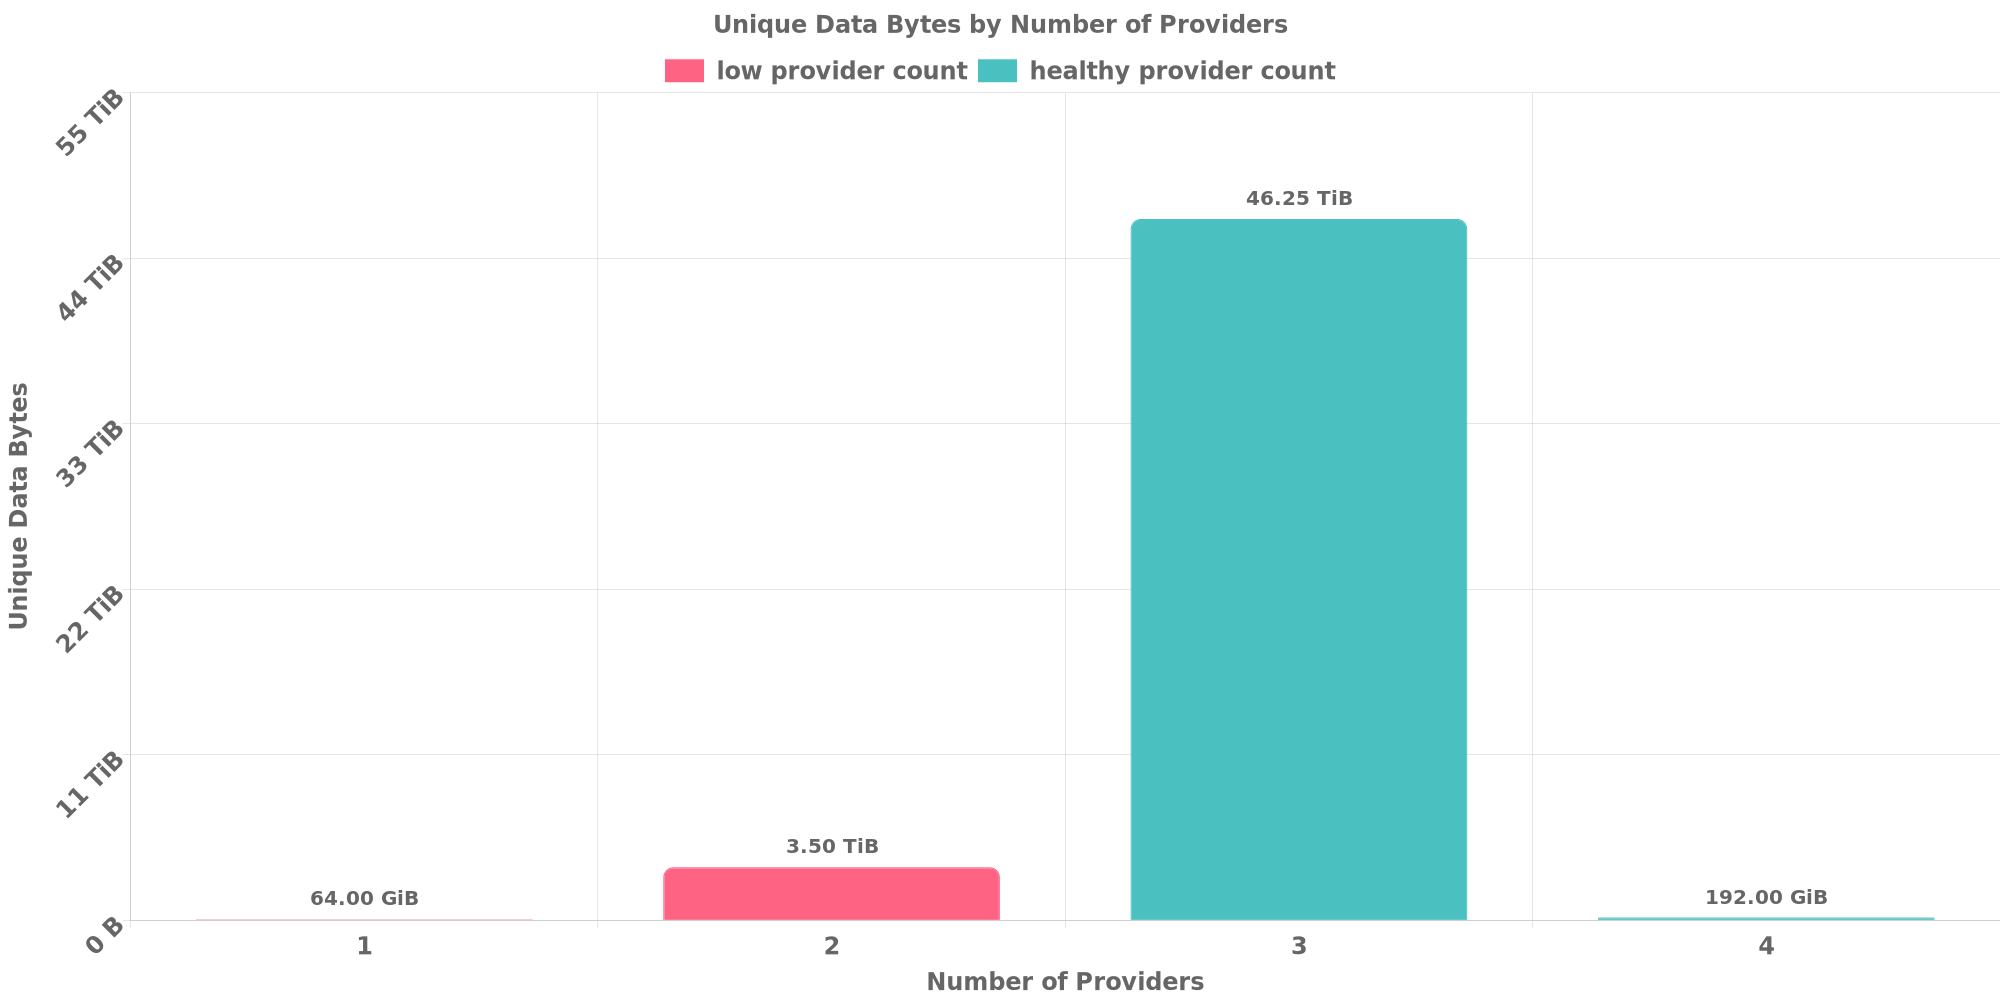 Unique Data Bytes by Number of Providers
low provider count healthy provider count
55 TiB
44 TiB
33 TiB
22 TiB
11 TiB
0 B
Unique Data Bytes
64.00 GiB
3.50 TiB
46.25 TiB
192.00 GiB
1 2 3 4
Number of Providers